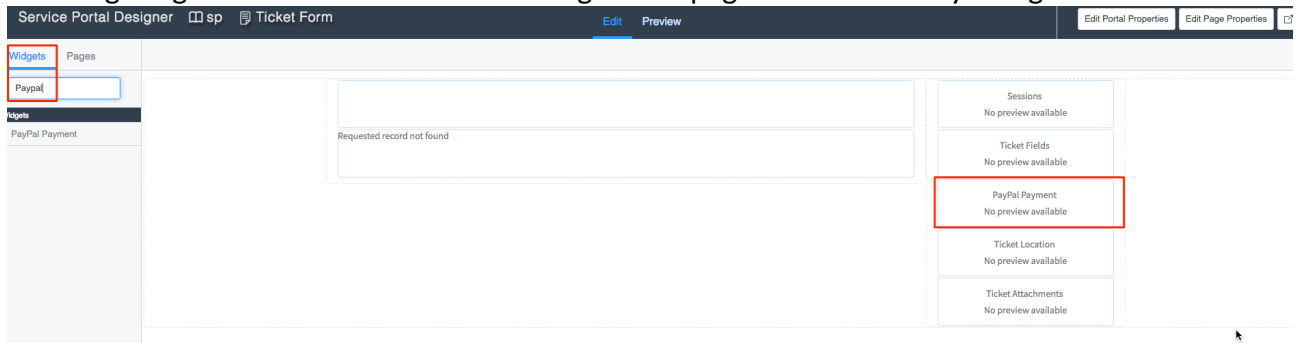 Service Portal Designer sp Ticket Form Edit Preview Edit Portal Properties Edit Page Properties
Widgets Pages
Paypal
PayPal Payment
Requested record not found
Sessions
No preview available
Ticket Fields
No preview available
PayPal Payment
No preview available
Ticket Location
No preview available
Ticket Attachments
No preview available